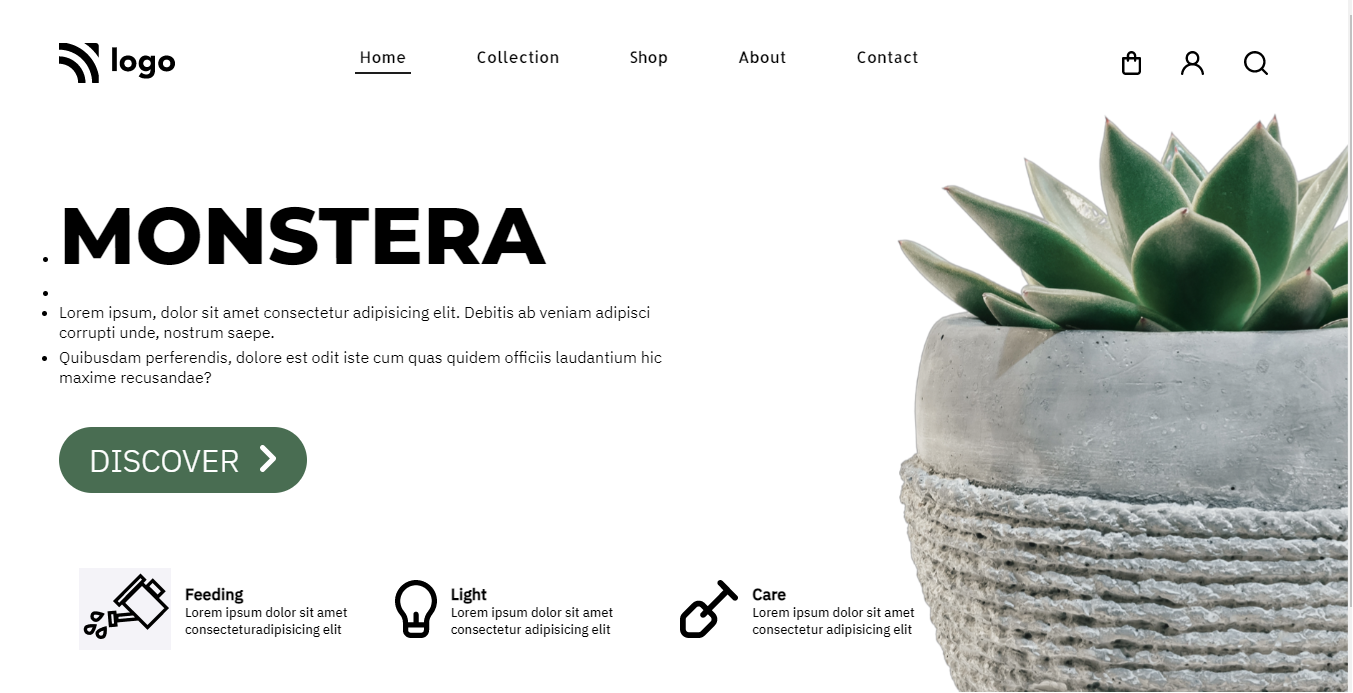 logo
Home Collection Shop About Contact
MONSTERA
Lorem ipsum, dolor sit amet consectetur adipisicing elit. Debitis ab veniam adipisci
corrupti unde, nostrum saepe.
Quibusdam perferendis, dolore est odit iste cum quas quidem officiis laudantium hic
maxime recusandae?
DISCOVER
Feeding
Lorem ipsum dolor sit amet
consecteturadipisicing elit
Light
Lorem ipsum dolor sit amet
consectetur adipisicing elit
Care
Lorem ipsum dolor sit amet
consectetur adipisicing elit